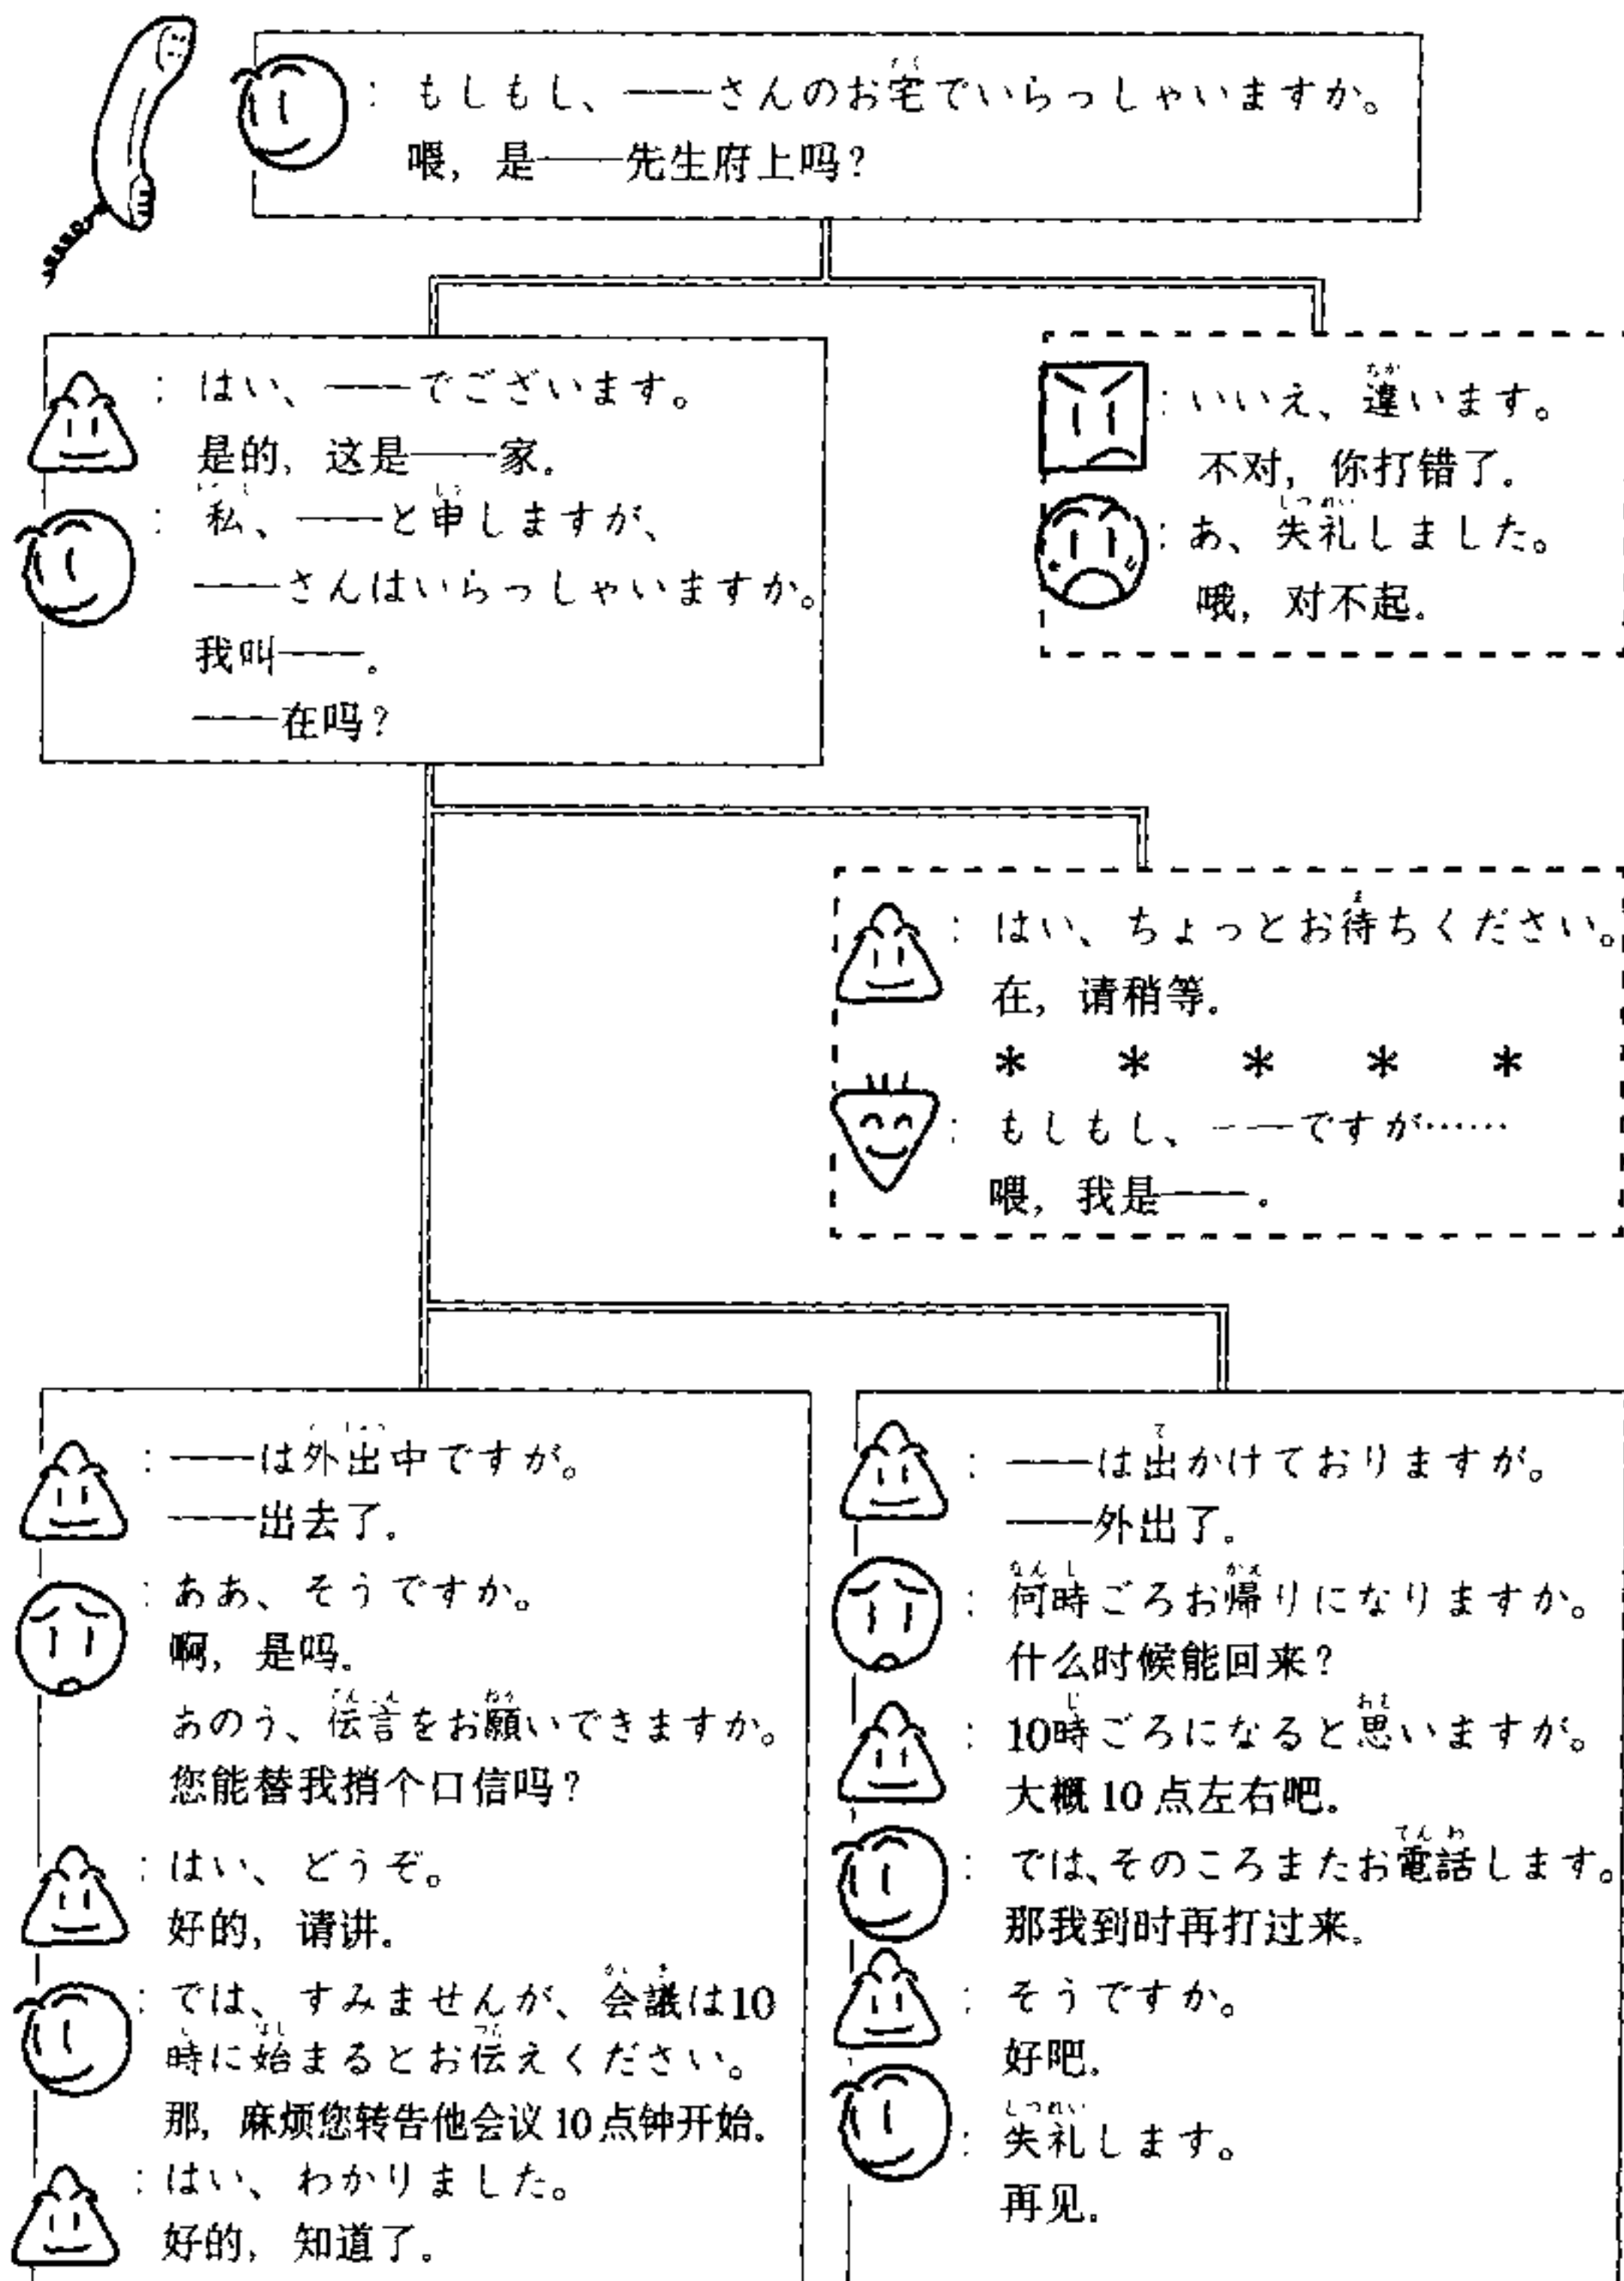 : もしもし、——さんのお宅でいらっしゃいますか。
喂，是——先生府上吗？
: はい、——でございます。
是的，这是——家。
: 私、——と申しますが、
——さんはいらっしゃいますか。
我叫——。
——在吗？
: いいえ、違います。
不对，你打错了。
: あ、失礼しました。
哦，对不起。
: はい、ちょっとお待ちください。
在，请稍等。
* * * * *
: もしもし、——ですが……
喂，我是——。
: ——は外出中ですが。
——出去了。
: ああ、そうですか。
啊，是吗。
あのう、伝言をお願いできますか。
您能替我捎个口信吗？
: はい、どうぞ。
好的，请讲。
: では、すみませんが、会議は10
時に始まるとお伝えください。
那，麻烦您转告他会议10点钟开始。
: はい、わかりました。
好的，知道了。
: ——は出かけておりますが。
——外出了。
: 何時ごろお帰りになりますか。
什么时候能回来？
: 10時ごろになると思いますが。
大概10点左右吧。
: では、そのころまたお電話します。
那我到时再打过来。
: そうですか。
好吧。
: 失礼します。
再见。